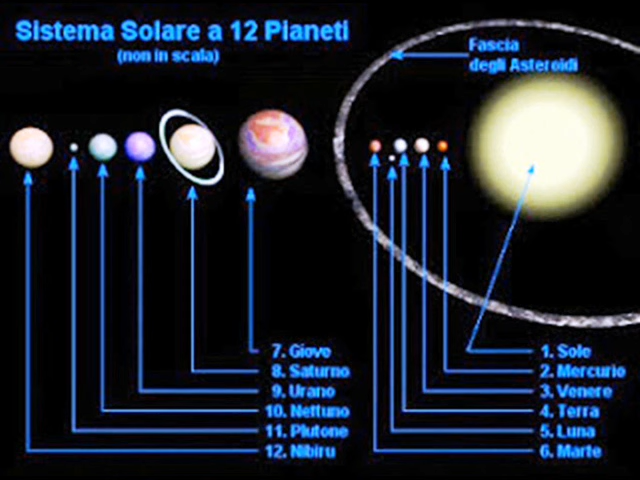 Sistema Solare a 12 Pianeti
(non in scala)
Fascia
degli Asteroidi
7. Giove
8. Saturno
9. Urano
10. Nettuno
11. Plutone
12. Nibiru
1. Sole
2. Mercurio
3. Venere
4. Terra
5. Luna
6. Marte